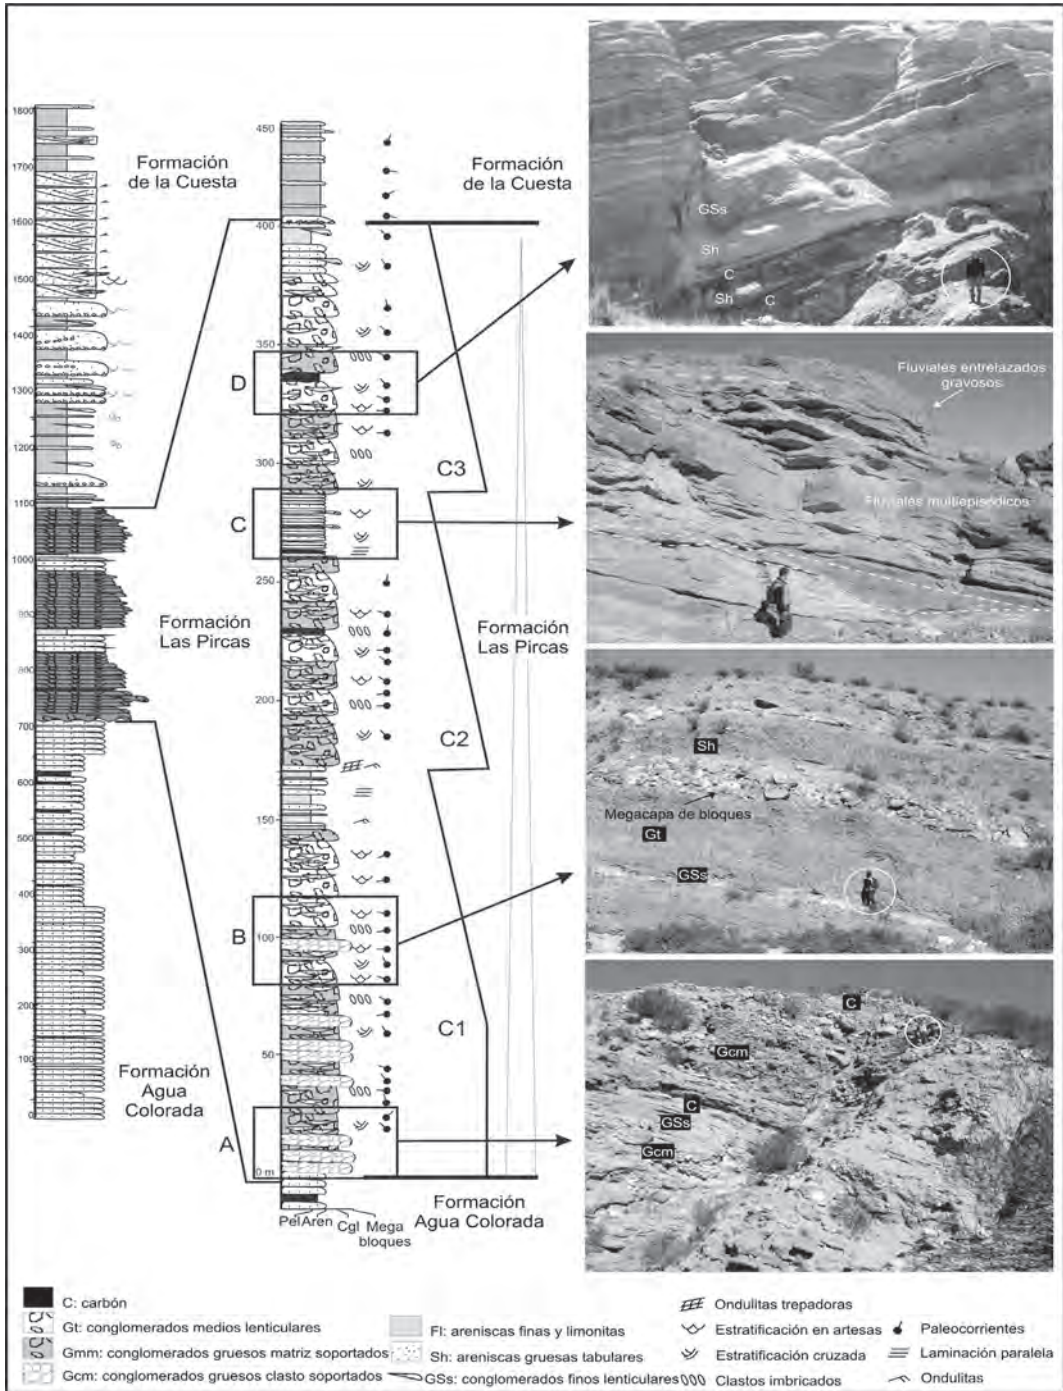 1800
1700
1600
1500
1400
1300
1200
1100
1000
900
800
700
600
500
400
300
200
100
0
Formación
de la Cuesta
Formación
Las Pircas
Formación
Agua
Colorada
450
400
350
300
250
200
150
100
50
0 m
D
C
B
A
Pel Aren Cgl Mega
bloques
Formación
de la Cuesta
C3
C2
C1
Formación
Las Pircas
Formación
Agua Colorada
GSs
Sh
C
Sh
C
Fluviales entrelazados
gravosos
Fluviales multiepisódicos
Sh
Megacapa de bloques
Gt
GSs
C
Gcm
C
GSs
Gcm
C: carbón
Gt: conglomerados medios lenticulares
Gmm: conglomerados gruesos matriz soportados
Gcm: conglomerados gruesos clasto soportados
Fl: areniscas finas y limonitas
Sh: areniscas gruesas tabulares
GSs: conglomerados finos lenticulares
Ondulitas trepadoras
Estratificación en artesas
Estratificación cruzada
Clastos imbricados
Paleocorrientes
Laminación paralela
Ondulitas